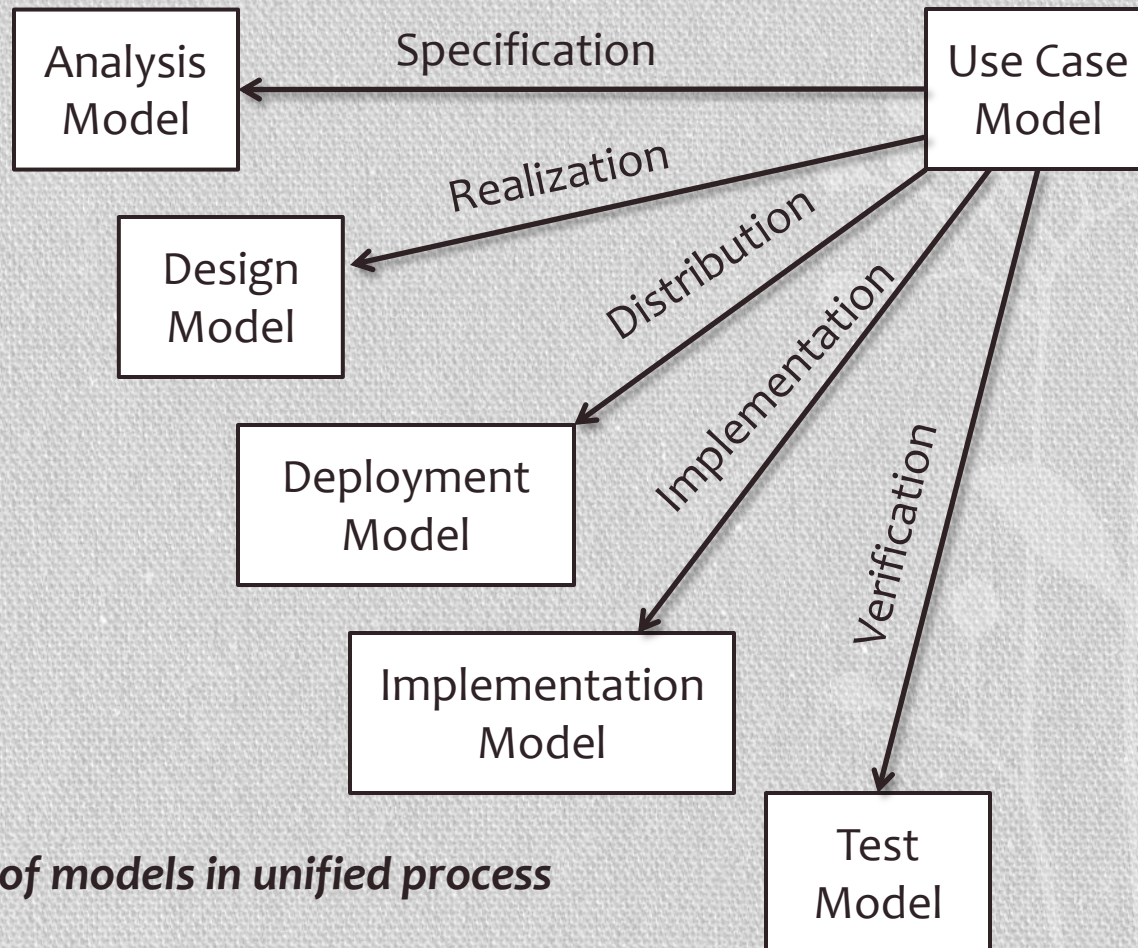 Analysis
Model
Specification
Use Case
Model
Realization
Design
Model
Distribution
Deployment
Model
Implementation
Implementation
Model
Verification
Test
Model
of models in unified process